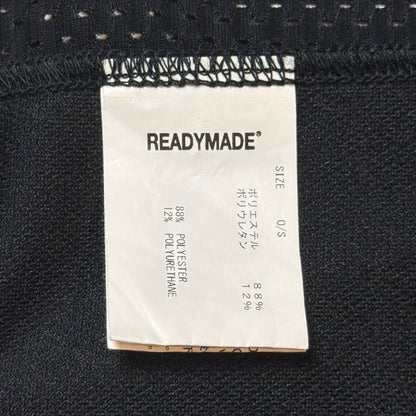 READYMADE®
SIZE O/S
ポリエステル 88%
ポリウレタン 12%
88% POLYESTER
12% POLYURETHANE